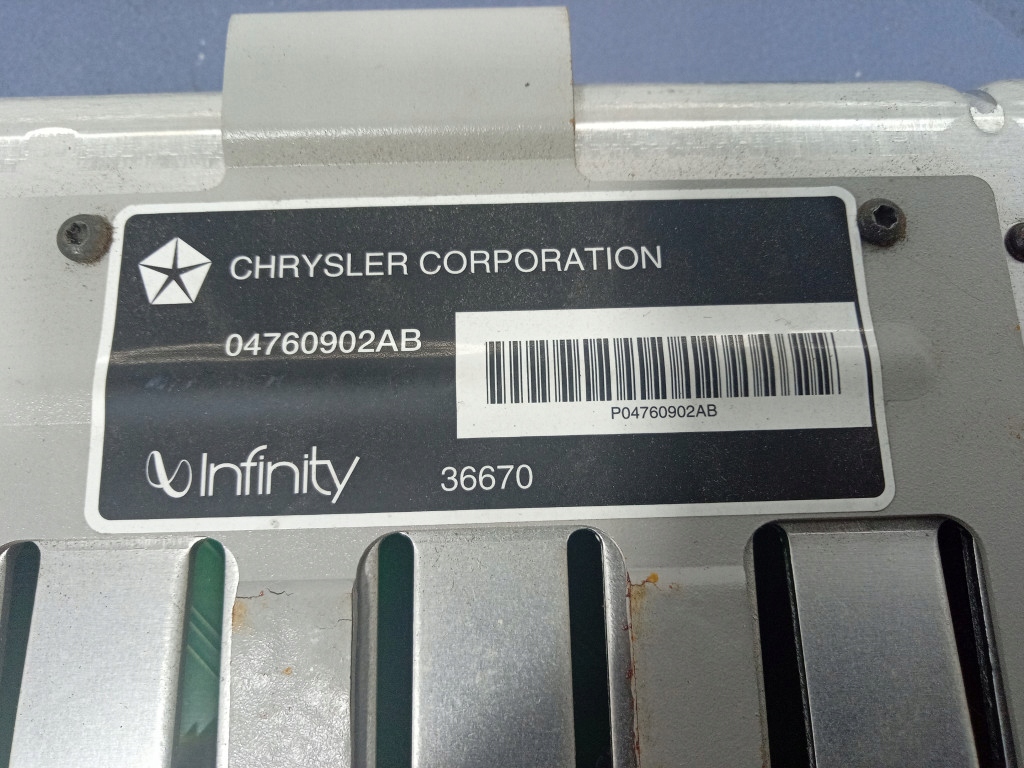 CHRYSLER CORPORATION
04760902AB
P04760902AB
Infinity
36670